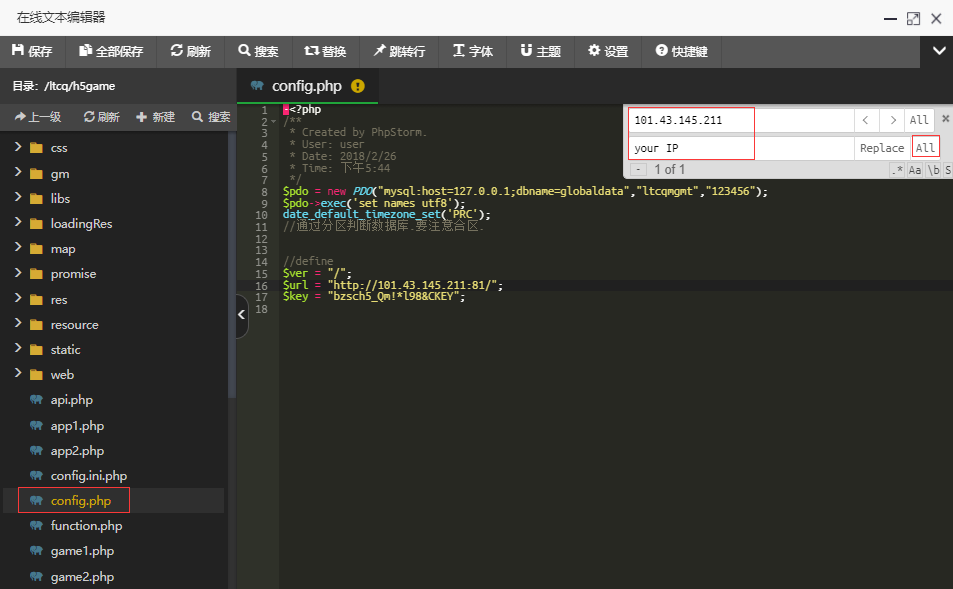 在线文本编辑器
保存 全部保存 刷新 搜索 替换 跳转行 字体 主题 设置 快捷键
目录: /ltcq/h5game
上一级 刷新 新建 搜索
css
gm
libs
loadingRes
map
promise
res
resource
static
web
api.php
app1.php
app2.php
config.ini.php
config.php
function.php
game1.php
game2.php
config.php
101.43.145.211 < > All
your IP Replace All
- 1 of 1 .* Aa \b S
1 <?php
2 /**
3 * Created by PhpStorm.
4 * User: user
5 * Date: 2018/2/26
6 * Time: 下午5:44
7 */
8 $pdo = new PDO("mysql:host=127.0.0.1;dbname=globaldata","ltcqmgmt","123456");
9 $pdo->exec('set names utf8');
10 date_default_timezone_set('PRC');
11 //通过分区判断数据库.要注意合区.
12
13
14 //define
15 $ver = "/";
16 $url = "http://101.43.145.211:81/";
17 $key = "bzsch5_Qm!*l98&CKEY";
18